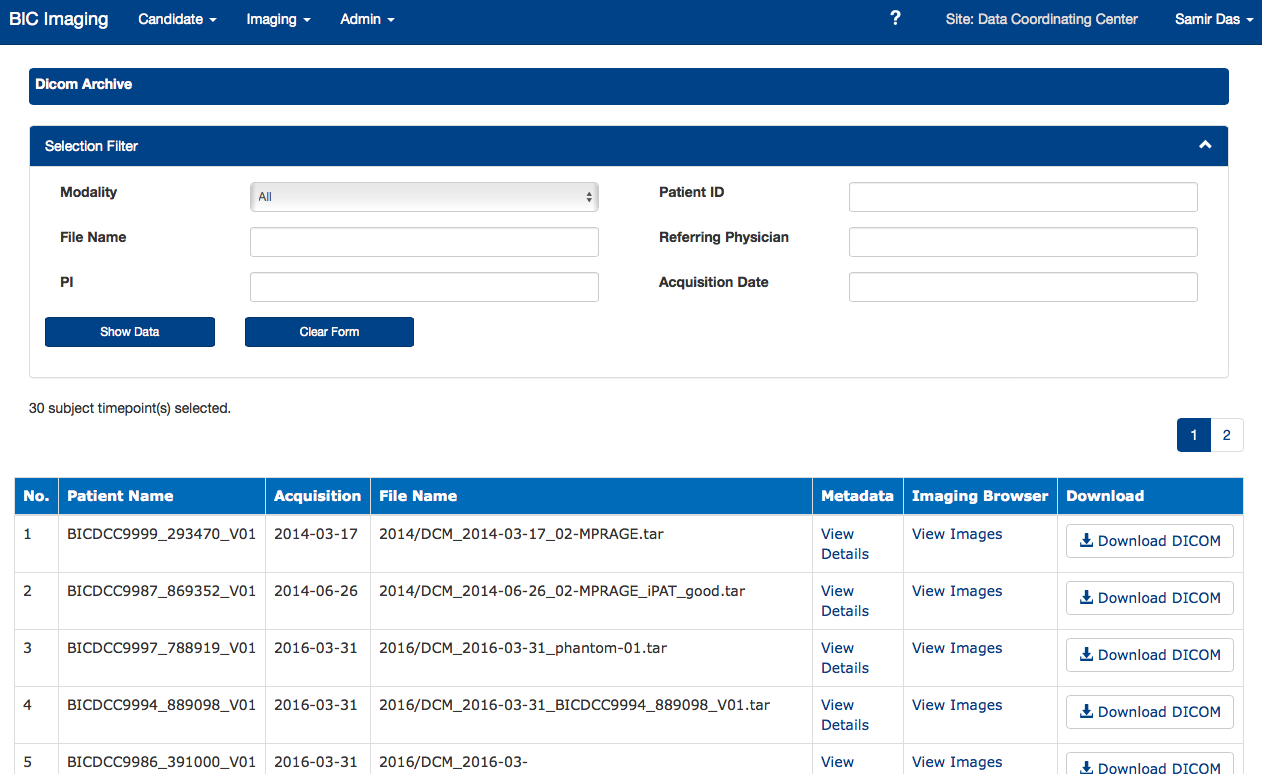 BIC Imaging Candidate Imaging Admin ? Site: Data Coordinating Center Samir Das
Dicom Archive
Selection Filter
Modality All Patient ID
File Name Referring Physician
PI Acquisition Date
Show Data Clear Form
30 subject timepoint(s) selected.
1 2
No. Patient Name Acquisition File Name Metadata Imaging Browser Download
1 BICDCC9999_293470_V01 2014-03-17 2014/DCM_2014-03-17_02-MPRAGE.tar View Images Download DICOM
View Details
2 BICDCC9987_869352_V01 2014-06-26 2014/DCM_2014-06-26_02-MPRAGE_iPAT_good.tar View Images Download DICOM
View Details
3 BICDCC9997_788919_V01 2016-03-31 2016/DCM_2016-03-31_phantom-01.tar View Images Download DICOM
View Details
4 BICDCC9994_889098_V01 2016-03-31 2016/DCM_2016-03-31_BICDCC9994_889098_V01.tar View Images Download DICOM
View Details
5 BICDCC9986_391000_V01 2016-03-31 2016/DCM_2016-03- View View Images Download DICOM